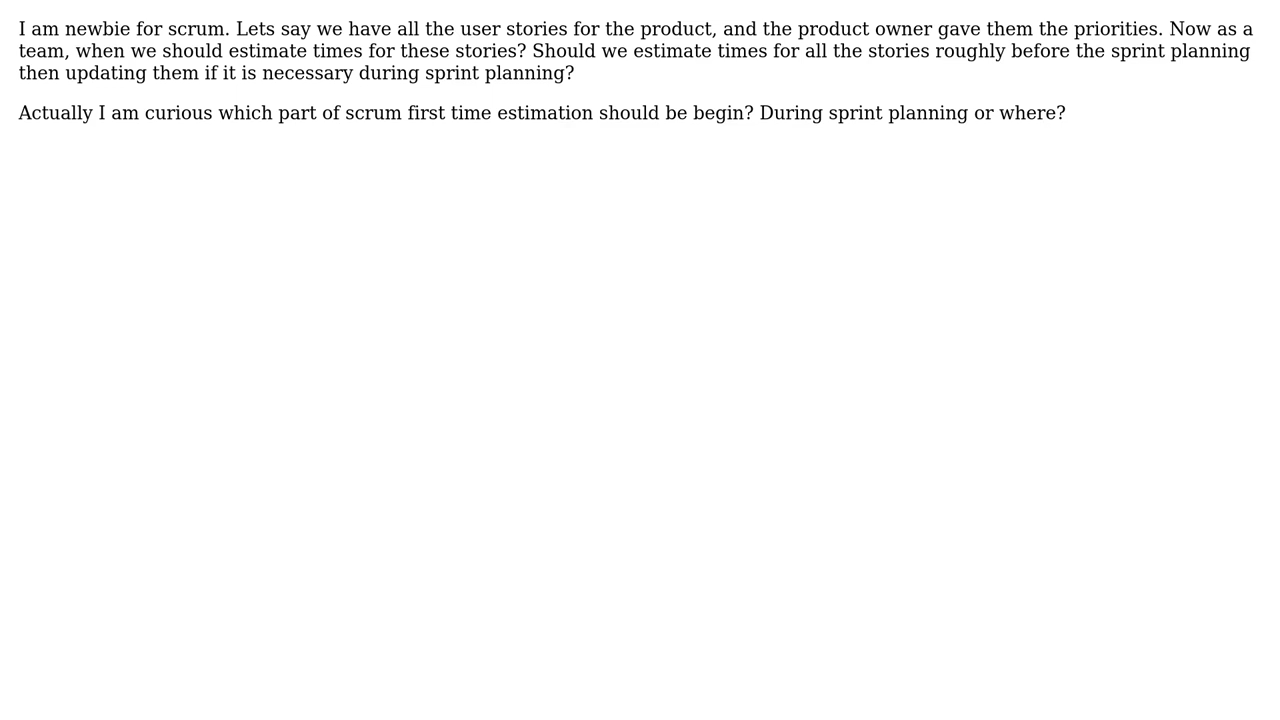 I am newbie for scrum. Lets say we have all the user stories for the product, and the product owner gave them the priorities. Now as a
team, when we should estimate times for these stories? Should we estimate times for all the stories roughly before the sprint planning
then updating them if it is necessary during sprint planning?
Actually I am curious which part of scrum first time estimation should be begin? During sprint planning or where?